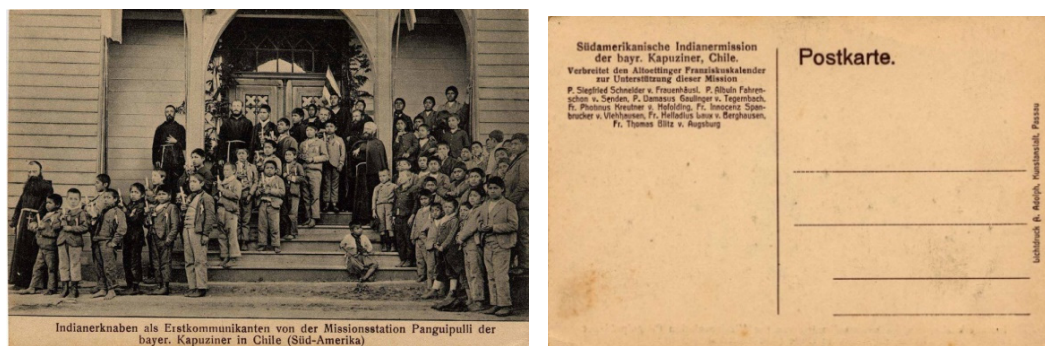 Indianerknaben als Erstkommunikanten von der Missionsstation Panguipulli der
bayer. Kapuziner in Chile (Süd-Amerika)
Südamerikanische Indianermission
der bayr. Kapuziner, Chile.
Verbreitet den Altoettinger Franziskuskalender
zur Unterstützung dieser Mission
P. Siegfried Schneider v. Frauenhäusl, P. Albuin Fahren-
schon v. Senden, P. Damasus Gaulinger v. Tegernbach,
Fr. Photinus Kreutner v. Hofolding, Fr. Innocenz Span-
brucker v. Viehhausen, Fr. Helladius Laux v. Berghausen,
Fr. Thomas Blitz v. Augsburg
Postkarte.
Lichtdruck A. Adolph, Kunstanstalt, Passau